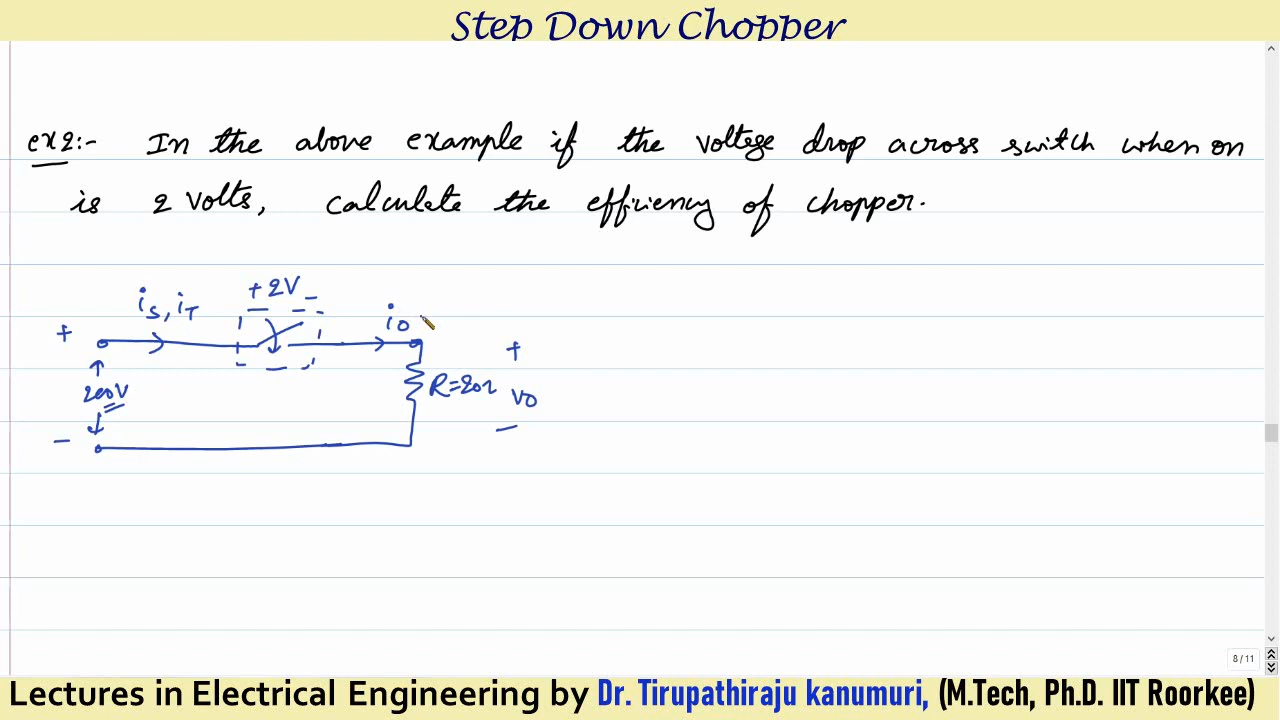 Step Down Chopper
ex2:- In the above example if the voltage drop across switch when on
is 2 volts, calculate the efficiency of chopper.
+ 2V -
is, iT
io
+
+
200V
R=20Ω
vo
-
-
8 / 11
Lectures in Electrical Engineering by Dr. Tirupathiraju kanumuri, (M.Tech, Ph.D. IIT Roorkee)